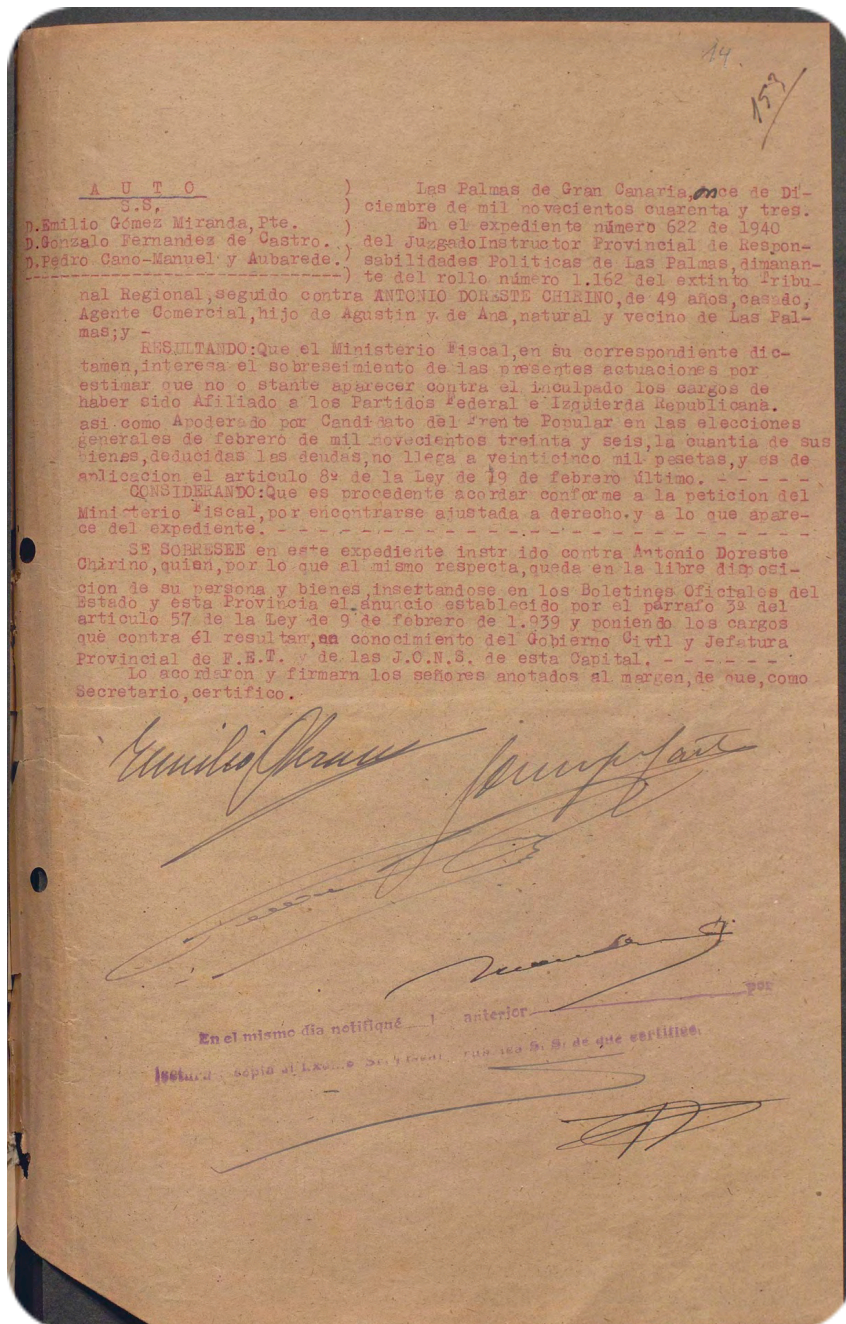 14
153
A U T O
S.S.
D.Emilio Gómez Miranda,Pte.
D.Gonzalo Fernandez de Castro.
D.Pedro Cano-Manuel y Aubarede.
Las Palmas de Gran Canaria,once de Di-
ciembre de mil novecientos cuarenta y tres.
En el expediente número 622 de 1940
del JuzgadoInstructor Provincial de Respon-
sabilidades Politicas de Las Palmas,dimanan-
te del rollo número 1.162 del extinto Tribu-
nal Regional,seguido contra ANTONIO DORESTE CHIRINO,de 49 años,casado,
Agente Comercial,hijo de Agustin y de Ana,natural y vecino de Las Pal-
mas;y -
RESULTANDO:Que el Ministerio Fiscal,en su correspondiente dic-
tamen,interesa el sobreseimiento de las presentes actuaciones por
estimar que no o stante aparecer contra el inculpado los cargos de
haber sido Afiliado a los Partidos Federal e Izquierda Republicana.
asi como Apoderado por Candidato del Frente Popular en las elecciones
generales de febrero de mil novecientos treinta y seis,la cuantia de sus
bienes,deducidas las deudas,no llega a veinticinco mil pesetas,y es de
aplicacion el articulo 8º de la Ley de 19 de febrero último. - - - - -
CONSIDERANDO:Que es procedente acordar conforme a la peticion del
Ministerio Fiscal,por encontrarse ajustada a derecho.y a lo que apare-
ce del expediente. - - - - - - - - - - - - - - - - - - - - - - - - - -
SE SOBRESEE en este expediente instr ido contra Antonio Doreste
Chirino,quien,por lo que al mismo respecta,queda en la libre disposi-
cion de su persona y bienes,insertandose en los Boletines Oficiales del
Estado y esta Provincia el anuncio establecido por el párrafo 3º del
articulo 57 de la Ley de 9 de febrero de 1.939 y poniendo los cargos
que contra él resultan,en conocimiento del Gobierno Civil y Jefatura
Provincial de F.E.T. y de las J.O.N.S. de esta Capital. - - - - - - -
Lo acordaron y firmarn los señores anotados al margen,de que,como
Secretario,certifico.-
En el mismo dia notifiqué anterior por
lectura copia al Excmo Sr. Fiscal S. S. de que certifico.